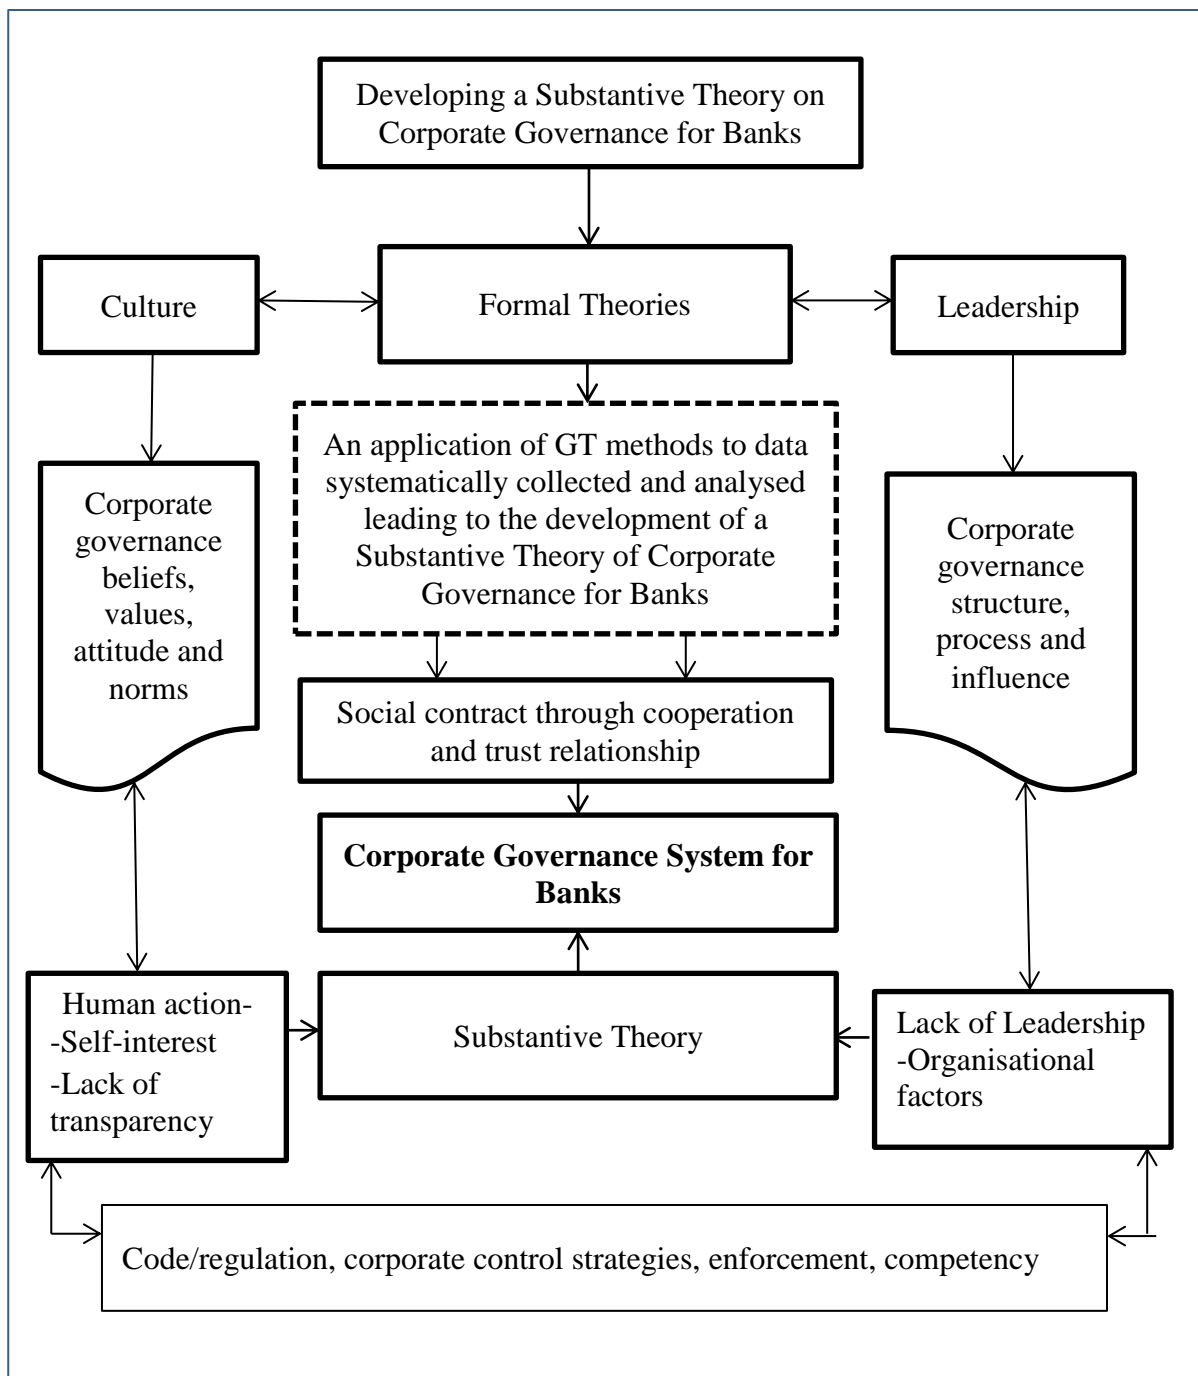 Developing a Substantive Theory on
Corporate Governance for Banks
Culture
Formal Theories
Leadership
An application of GT methods to data
systematically collected and analysed
leading to the development of a
Substantive Theory of Corporate
Governance for Banks
Corporate
governance
beliefs,
values,
attitude and
norms
Corporate
governance
structure,
process and
influence
Social contract through cooperation
and trust relationship
Corporate Governance System for
Banks
Human action-
-Self-interest
-Lack of
transparency
Substantive Theory
Lack of Leadership
-Organisational
factors
Code/regulation, corporate control strategies, enforcement, competency